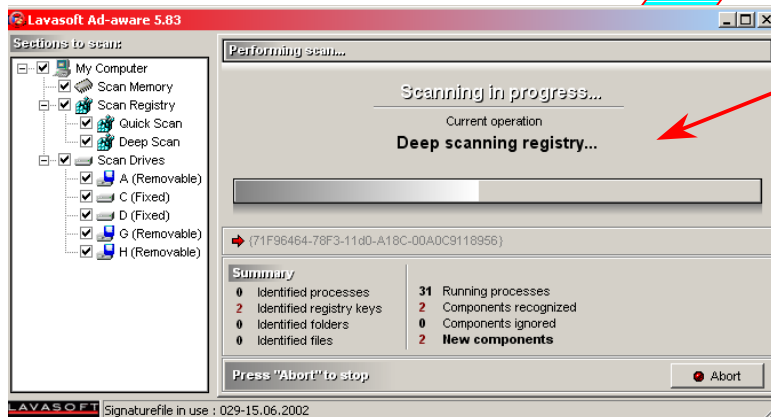 Lavasoft Ad-aware 5.83
Sections to scan:
My Computer
Scan Memory
Scan Registry
Quick Scan
Deep Scan
Scan Drives
A (Removable)
C (Fixed)
D (Fixed)
G (Removable)
H (Removable)
Performing scan...
Scanning in progress...
Current operation
Deep scanning registry...
{71F96464-78F3-11d0-A18C-00A0C9118956}
Summary
0 Identified processes
2 Identified registry keys
0 Identified folders
0 Identified files
31 Running processes
2 Components recognized
0 Components ignored
2 New components
Press "Abort" to stop
Abort
LAVASOFT Signaturefile in use : 029-15.06.2002